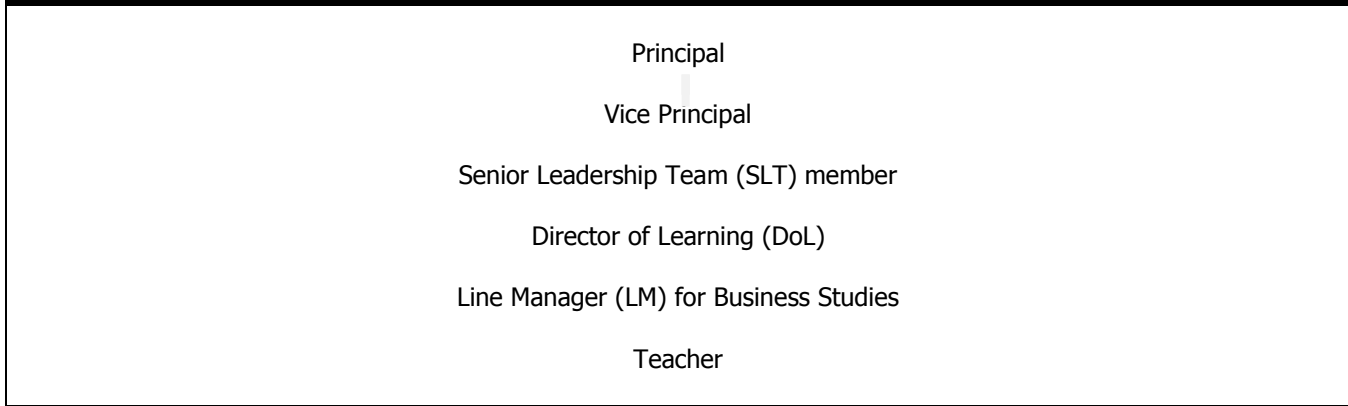 Principal
Vice Principal
Senior Leadership Team (SLT) member
Director of Learning (DoL)
Line Manager (LM) for Business Studies
Teacher